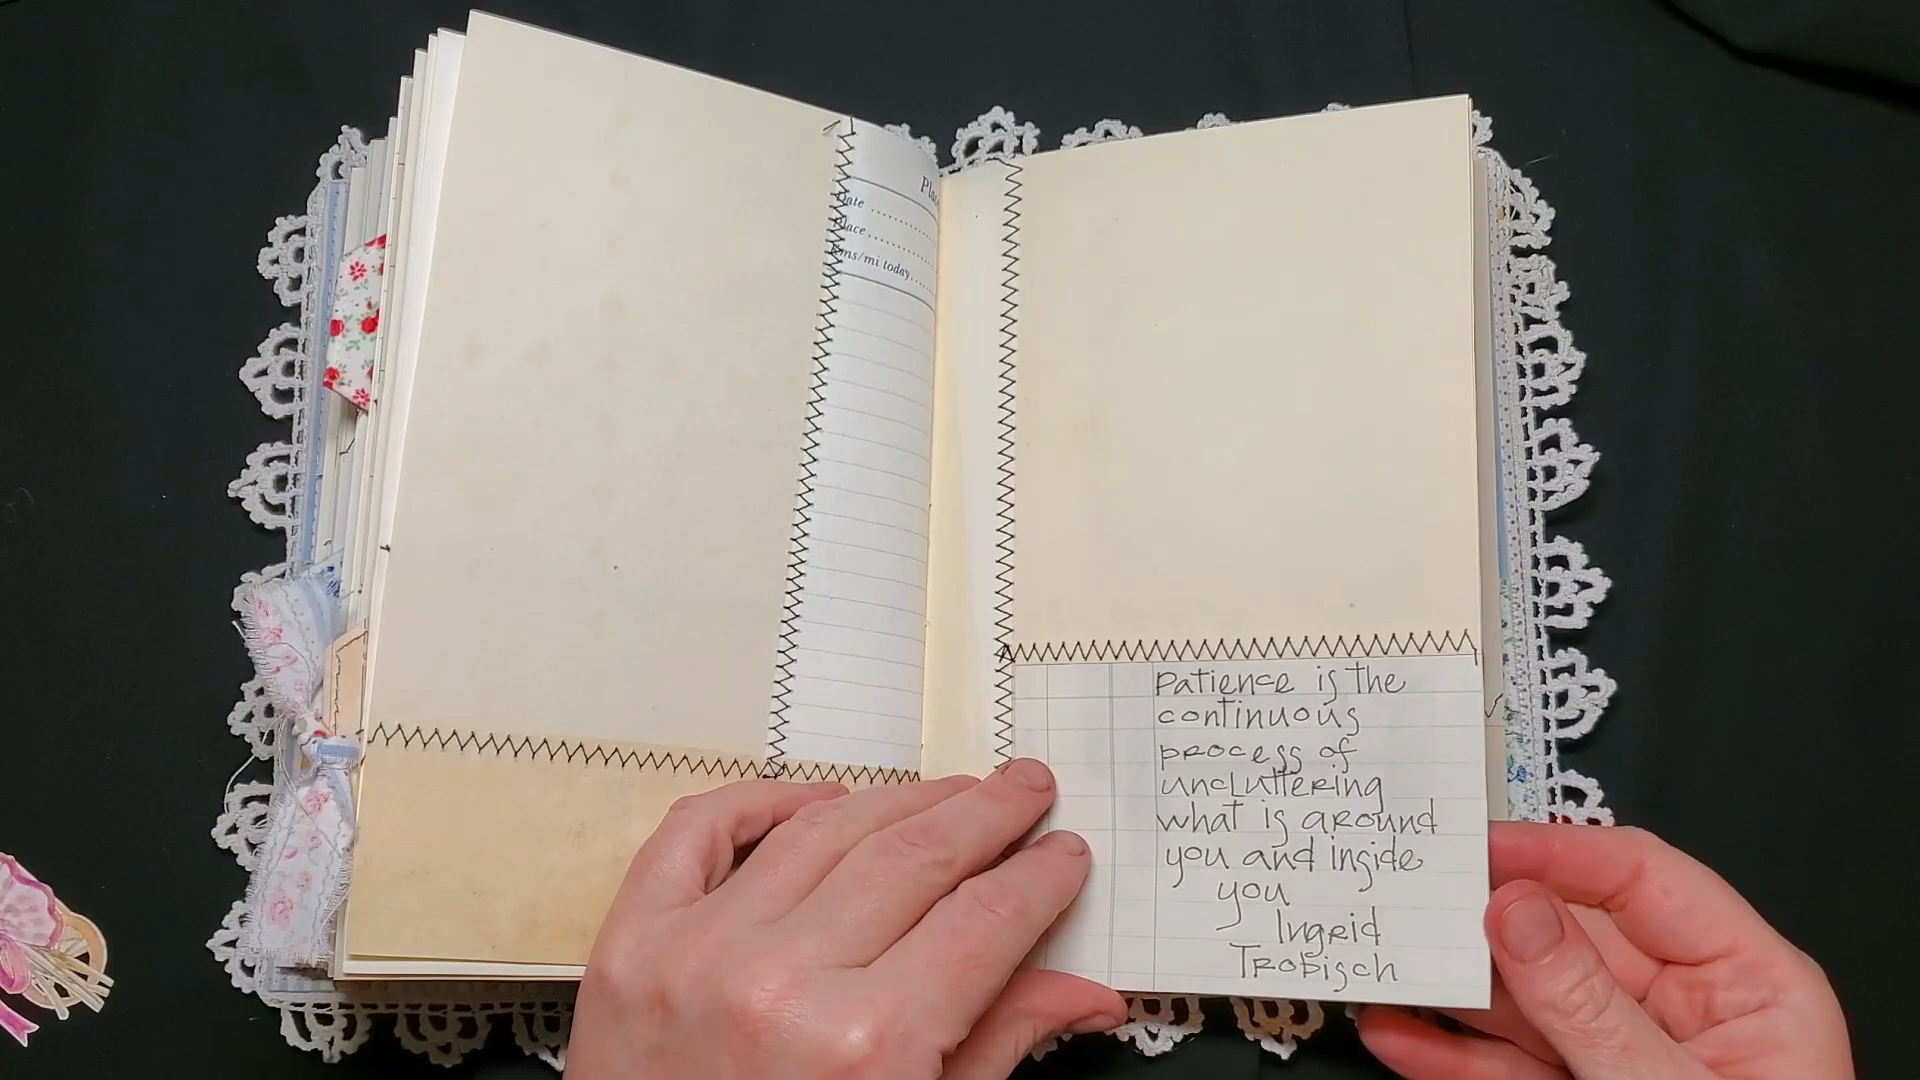 Date
Place
Kms/mi today
Patience is the
continuous
process of
uncluttering
what is around
you and inside
you
Ingrid
Trobisch